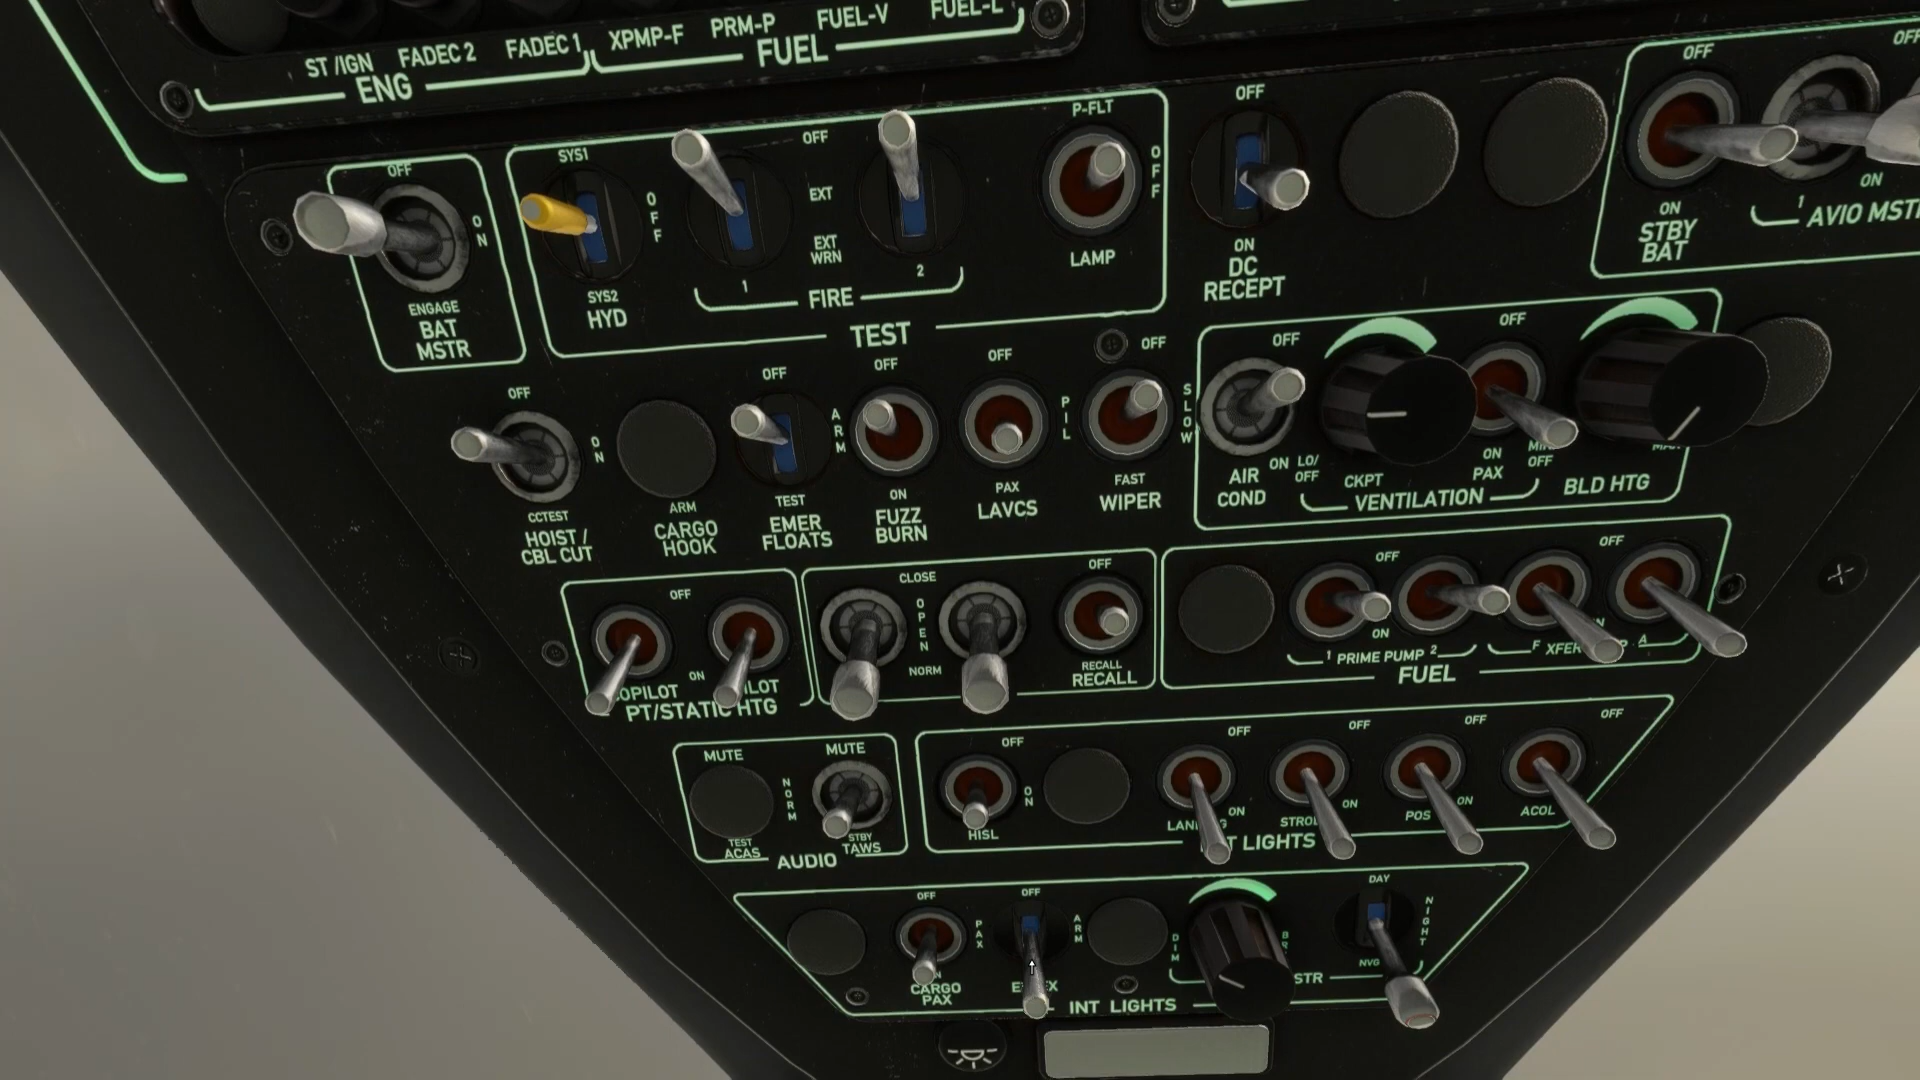 ST/IGN FADEC 2 FADEC 1 XPMP-F PRM-P FUEL-V FUEL-L
ENG FUEL
OFF
ON
ENGAGE
BAT
MSTR
SYS1
OFF
SYS2
HYD
OFF
EXT
EXT
WRN
1 FIRE 2
P-FLT
OFF
LAMP
TEST
OFF
ON
DC
RECEPT
OFF
ON
STBY
BAT
OFF
ON
1 AVIO
OFF
ON
CCTEST
HOIST /
CBL CUT
ARM
CARGO
HOOK
OFF
ARM
TEST
EMER
FLOATS
OFF
ON
FUZZ
BURN
OFF
PIL
PAX
LAVCS
OFF
SLOW
FAST
WIPER
OFF
ON
AIR
COND
LO/
OFF
CKPT
OFF
ON
PAX
VENTILATION
OFF
BLD HTG
OFF
ON
PT/STATIC HTG
CLOSE
OPEN
NORM
OFF
RECALL
RECALL
OFF
ON
1 PRIME PUMP 2
OFF
F A
FUEL
MUTE
NORM
TEST
ACAS
MUTE
STBY
TAWS
AUDIO
OFF
ON
HISL
OFF
ON
OFF
ON
OFF
POS ON
OFF
ACOL
LIGHTS
OFF
PAX
CARGO
PAX
OFF
ARM
DIM
DAY
NIGHT
NVG
INT LIGHTS